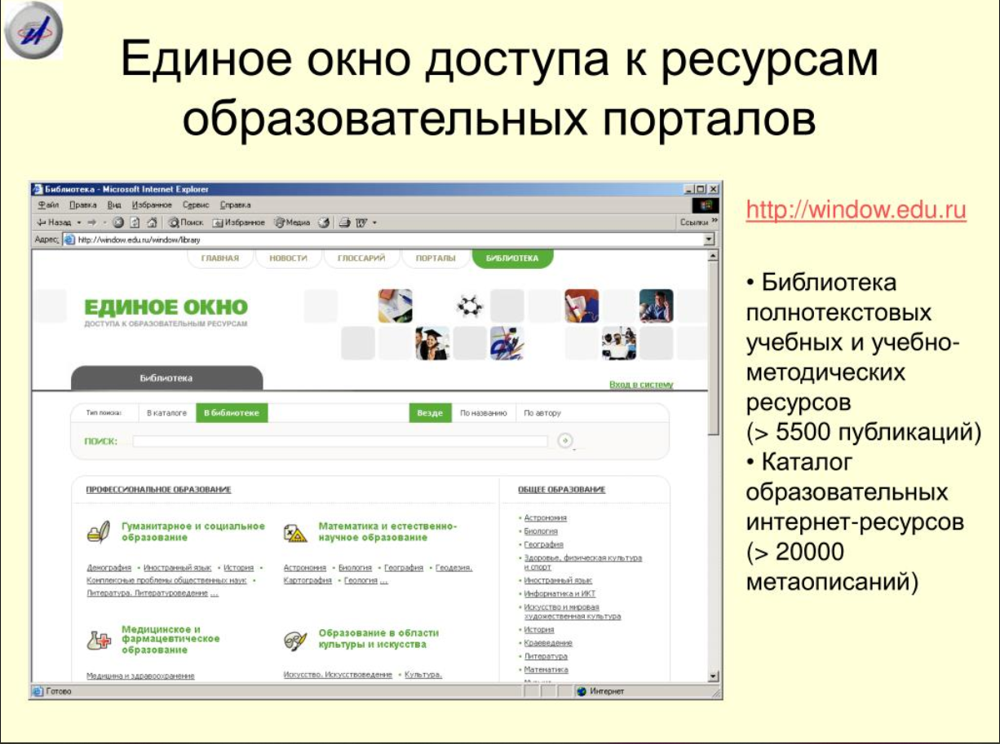 Единое окно доступа к ресурсам
образовательных порталов
Библиотека - Microsoft Internet Explorer
Файл Правка Вид Избранное Сервис Справка
Назад Поиск Избранное Медиа Ссылки »
Адрес: http://window.edu.ru/window/library
ГЛАВНАЯ НОВОСТИ ГЛОССАРИЙ ПОРТАЛЫ БИБЛИОТЕКА
ЕДИНОЕ ОКНО
ДОСТУПА К ОБРАЗОВАТЕЛЬНЫМ РЕСУРСАМ
Библиотека
Вход в систему
Тип поиска: В каталоге В библиотеке Везде По названию По автору
ПОИСК:
ПРОФЕССИОНАЛЬНОЕ ОБРАЗОВАНИЕ
Гуманитарное и социальное
образование
Демография • Иностранный язык • История •
Комплексные проблемы общественных наук •
Литература. Литературоведение ...
Математика и естественно-
научное образование
Астрономия • Биология • География • Геодезия.
Картография • Геология ...
Медицинское и
фармацевтическое
образование
Медицина и здравоохранение
Образование в области
культуры и искусства
Искусство. Искусствоведение • Культура.
ОБЩЕЕ ОБРАЗОВАНИЕ
• Астрономия
• Биология
• География
• Здоровье, физическая культура
и спорт
• Иностранный язык
• Информатика и ИКТ
• Искусство и мировая
художественная культура
• История
• Краеведение
• Литература
• Математика
Готово
Интернет
http://window.edu.ru
• Библиотека
полнотекстовых
учебных и учебно-
методических
ресурсов
(> 5500 публикаций)
• Каталог
образовательных
интернет-ресурсов
(> 20000
метаописаний)